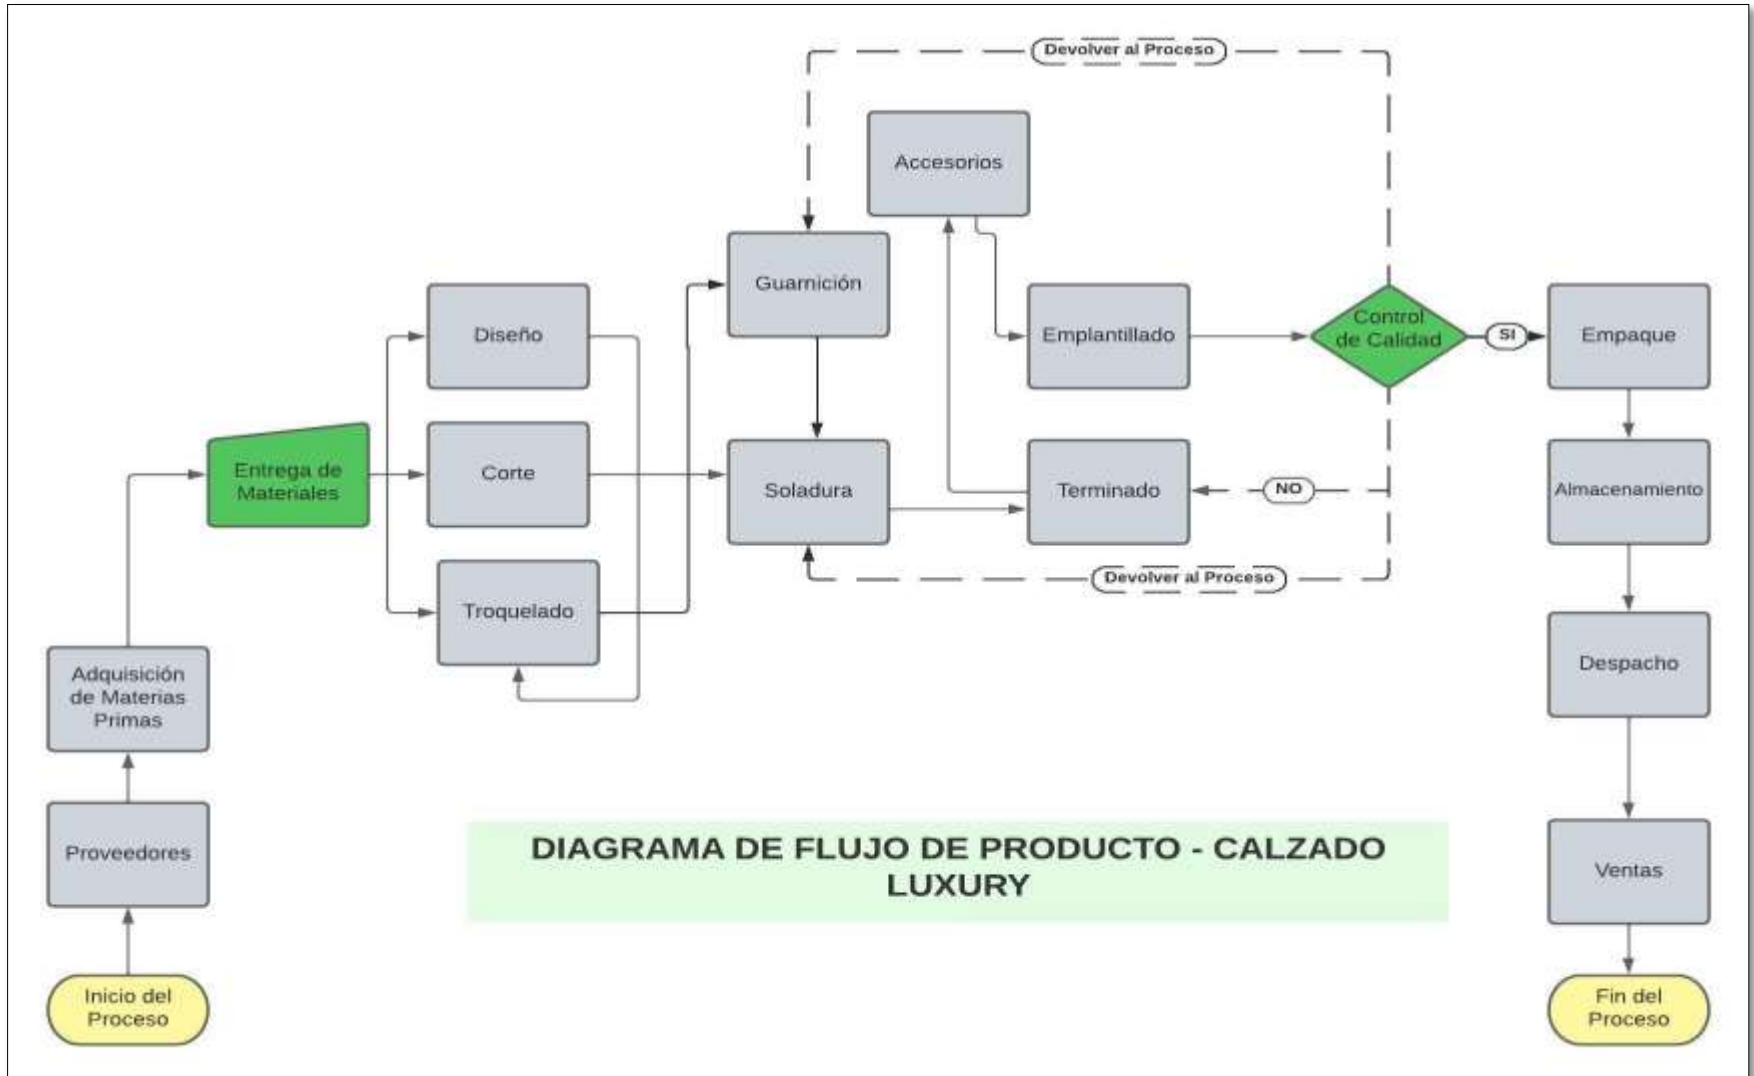 Devolver al Proceso
Accesorios
Guarnición
Diseño
Emplantillado
Control
de Calidad
SI
Empaque
Entrega de
Materiales
Corte
Soladura
Terminado
NO
Almacenamiento
Devolver al Proceso
Troquelado
Adquisición
de Materias
Primas
Despacho
Proveedores
DIAGRAMA DE FLUJO DE PRODUCTO - CALZADO
LUXURY
Ventas
Inicio del
Proceso
Fin del
Proceso